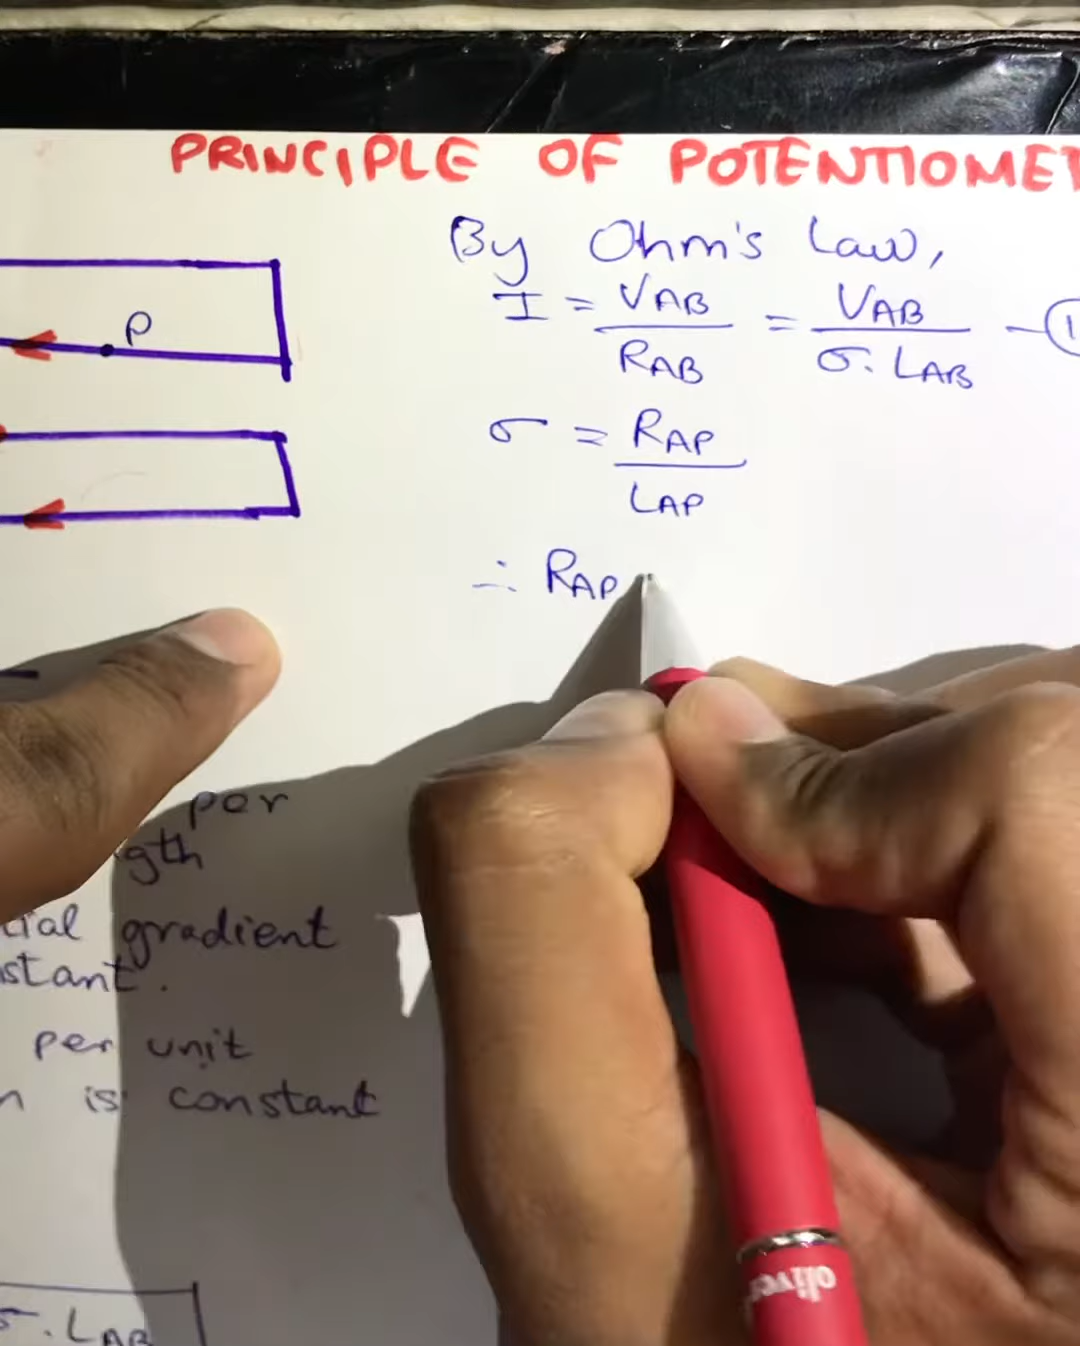 PRINCIPLE OF POTENTIOMET
By Ohm's Law,
I = VAB / RAB = VAB / σ. LAB - 1
P
σ = RAP / LAP
∴ RAP
per
gth
tial gradient
stant.
per unit
n is constant
σ. LAB
oliver